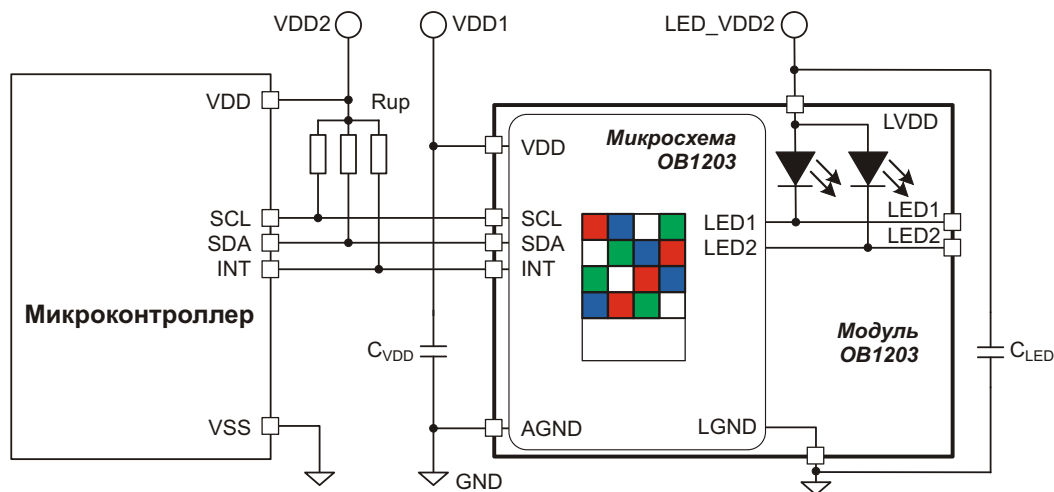 VDD2
VDD1
LED_VDD2
VDD
Rup
LVDD
VDD
Микросхема
OB1203
SCL
SCL
LED1
LED1
SDA
SDA
LED2
LED2
INT
INT
Микроконтроллер
Модуль
OB1203
CVDD
CLED
VSS
AGND
LGND
GND